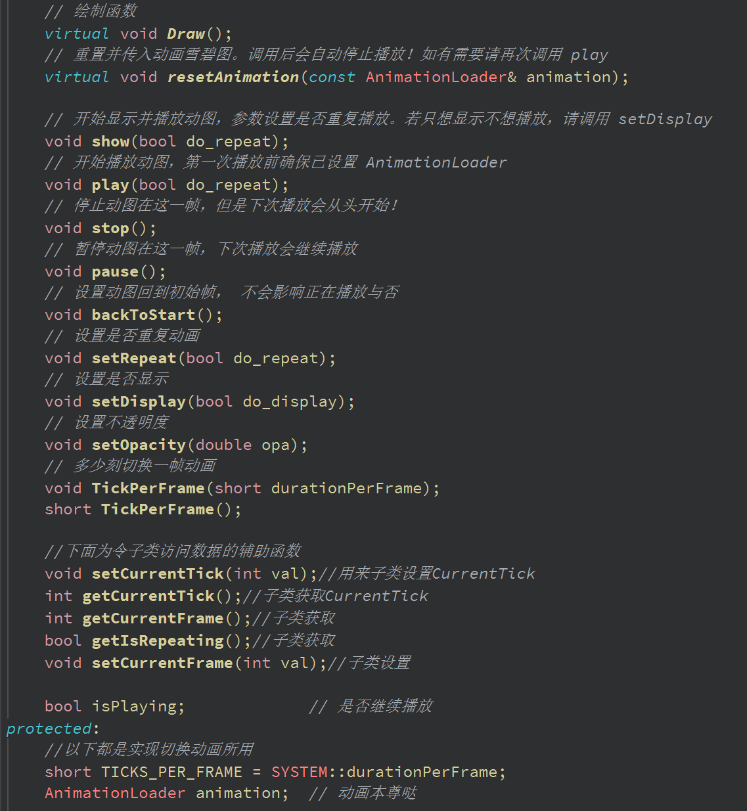 // 绘制函数
virtual void Draw();
// 重置并传入动画雪碧图。调用后会自动停止播放！如有需要请再次调用 play
virtual void resetAnimation(const AnimationLoader& animation);
// 开始显示并播放动图，参数设置是否重复播放。若只想显示不想播放，请调用 setDisplay
void show(bool do_repeat);
// 开始播放动图，第一次播放前确保已设置 AnimationLoader
void play(bool do_repeat);
// 停止动图在这一帧，但是下次播放会从头开始！
void stop();
// 暂停动图在这一帧，下次播放会继续播放
void pause();
// 设置动图回到初始帧， 不会影响正在播放与否
void backToStart();
// 设置是否重复动画
void setRepeat(bool do_repeat);
// 设置是否显示
void setDisplay(bool do_display);
// 设置不透明度
void setOpacity(double opa);
// 多少刻切换一帧动画
void TickPerFrame(short durationPerFrame);
short TickPerFrame();
//下面为令子类访问数据的辅助函数
void setCurrentTick(int val);//用来子类设置CurrentTick
int getCurrentTick();//子类获取CurrentTick
int getCurrentFrame();//子类获取
bool getIsRepeating();//子类获取
void setCurrentFrame(int val);//子类设置
bool isPlaying; // 是否继续播放
protected:
//以下都是实现切换动画所用
short TICKS_PER_FRAME = SYSTEM::durationPerFrame;
AnimationLoader animation; // 动画本尊哒